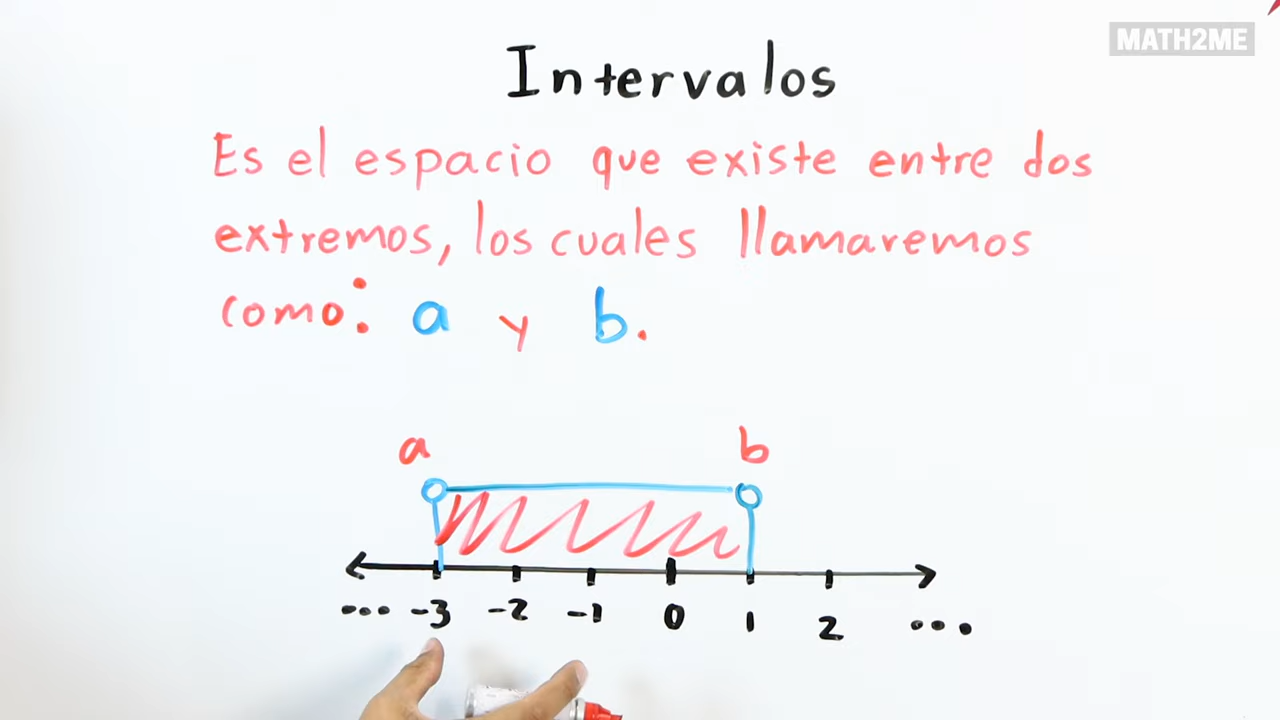 MATH2ME
Intervalos
Es el espacio que existe entre dos
extremos, los cuales llamaremos
como: a y b.
a b
... -3 -2 -1 0 1 2 ...